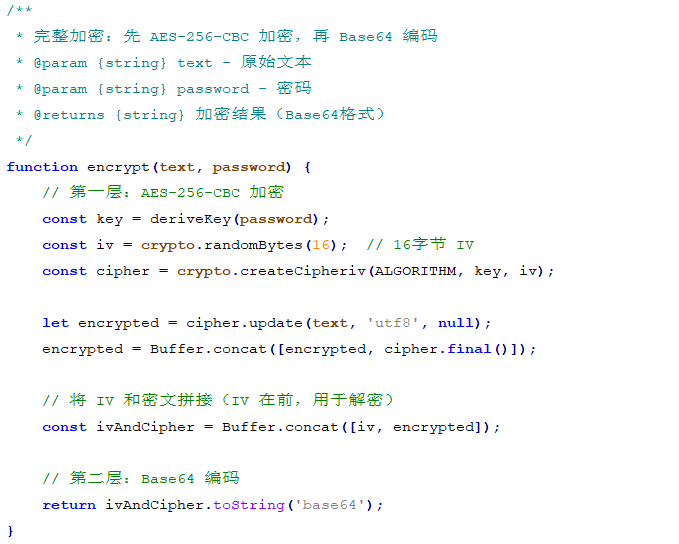 /**
 * 完整加密：先 AES-256-CBC 加密，再 Base64 编码
 * @param {string} text - 原始文本
 * @param {string} password - 密码
 * @returns {string} 加密结果（Base64格式）
 */
function encrypt(text, password) {
    // 第一层：AES-256-CBC 加密
    const key = deriveKey(password);
    const iv = crypto.randomBytes(16);  // 16字节 IV
    const cipher = crypto.createCipheriv(ALGORITHM, key, iv);

    let encrypted = cipher.update(text, 'utf8', null);
    encrypted = Buffer.concat([encrypted, cipher.final()]);

    // 将 IV 和密文拼接（IV 在前，用于解密）
    const ivAndCipher = Buffer.concat([iv, encrypted]);

    // 第二层：Base64 编码
    return ivAndCipher.toString('base64');
}